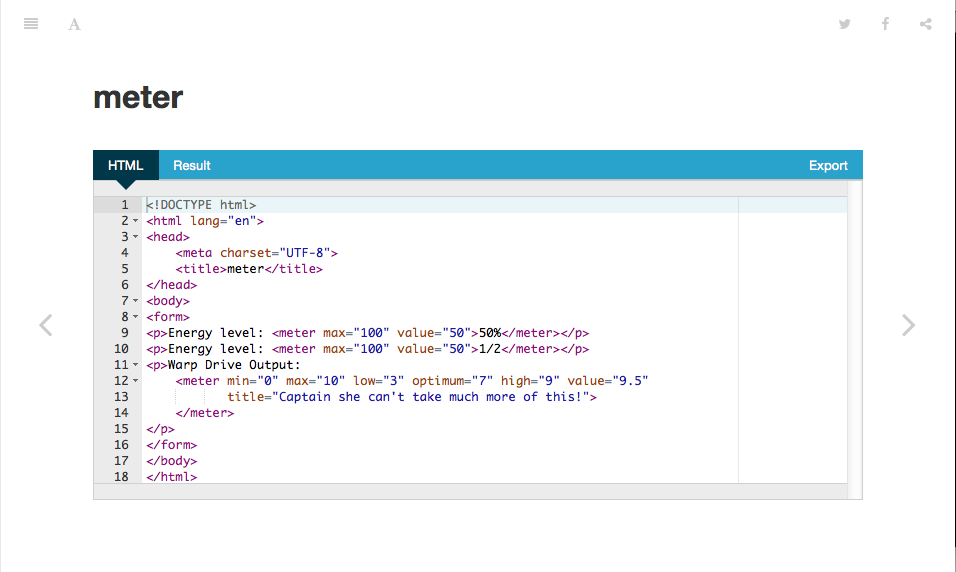 A
meter
HTML Result Export
1 <!DOCTYPE html>
2 <html lang="en">
3 <head>
4     <meta charset="UTF-8">
5     <title>meter</title>
6 </head>
7 <body>
8 <form>
9 <p>Energy level: <meter max="100" value="50">50%</meter></p>
10 <p>Energy level: <meter max="100" value="50">1/2</meter></p>
11 <p>Warp Drive Output:
12     <meter min="0" max="10" low="3" optimum="7" high="9" value="9.5"
13            title="Captain she can't take much more of this!">
14     </meter>
15 </p>
16 </form>
17 </body>
18 </html>